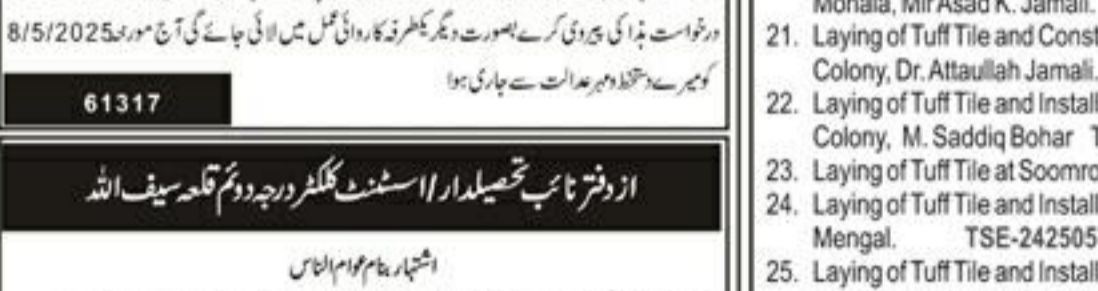 درخواست ہذا کی پیروی کرے بصورت دیگر یکطرفہ کاروائی عمل میں لائی جائے گی آج مورخہ 8/5/2025
کو میرے دستخط و مہر عدالت سے جاری ہوا
61317
از دفتر نائب تحصیلدار / اسسٹنٹ کلکٹر درجہ دوئم قلعہ سیف اللہ
اشتہار بنام عوام الناس
Mohala, Mir Asad K. Jamali.
21. Laying of Tuff Tile and Const
Colony, Dr. Attaullah Jamali.
22. Laying of Tuff Tile and Install
Colony, M. Saddiq Bohar T
23. Laying of Tuff Tile at Soomro
24. Laying of Tuff Tile and Install
Mengal. TSE-242505
25. Laying of Tuff Tile and Install